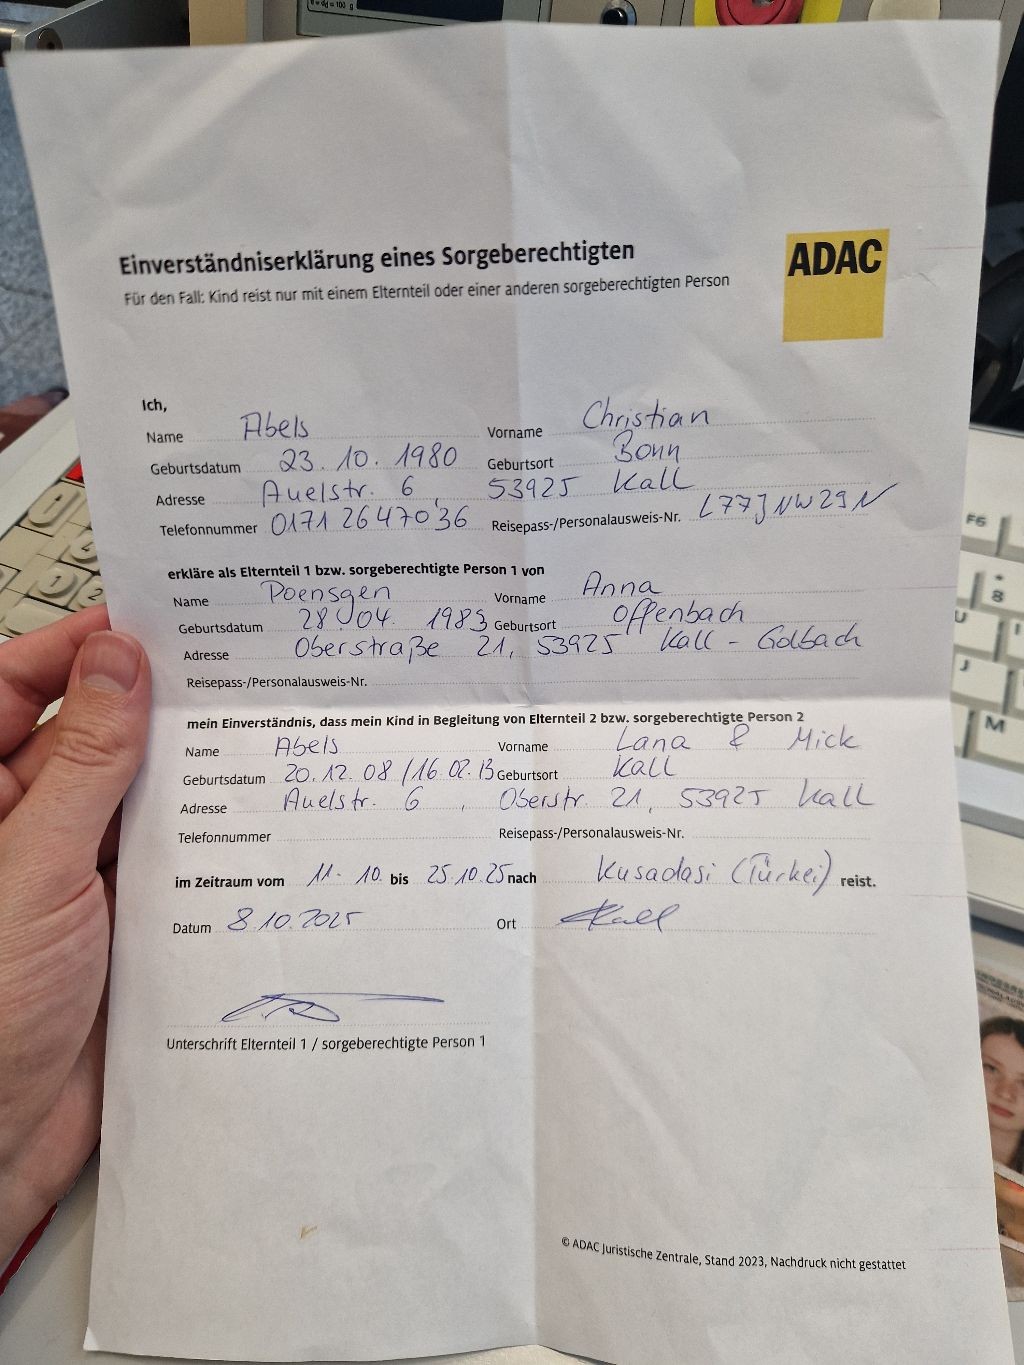 θ=dd=100 g
ADAC
Einverständniserklärung eines Sorgeberechtigten
Für den Fall: Kind reist nur mit einem Elternteil oder einer anderen sorgeberechtigten Person
Ich,
Name Abels Vorname Christian
Geburtsdatum 23.10.1980 Geburtsort Bonn
Adresse Auelstr. 6, 53925 Kall
Telefonnummer 0171 2647036 Reisepass-/Personalausweis-Nr. L77JNW29N
erkläre als Elternteil 1 bzw. sorgeberechtigte Person 1 von
Name Poensgen Vorname Anna
Geburtsdatum 28.04.1983 Geburtsort Offenbach
Adresse Oberstraße 21, 53925 Kall - Golbach
Reisepass-/Personalausweis-Nr.
mein Einverständnis, dass mein Kind in Begleitung von Elternteil 2 bzw. sorgeberechtigte Person 2
Name Abels Vorname Lana & Mick
Geburtsdatum 20.12.08/16.02.13 Geburtsort Kall
Adresse Auelstr. 6, Oberstr. 21, 53925 Kall
Telefonnummer Reisepass-/Personalausweis-Nr.
im Zeitraum vom 11.10. bis 25.10.25 nach Kusadasi (Türkei) reist.
Datum 8.10.2025 Ort Kall
Unterschrift Elternteil 1 / sorgeberechtigte Person 1
© ADAC Juristische Zentrale, Stand 2023, Nachdruck nicht gestattet
F6
8
U
I
J
M